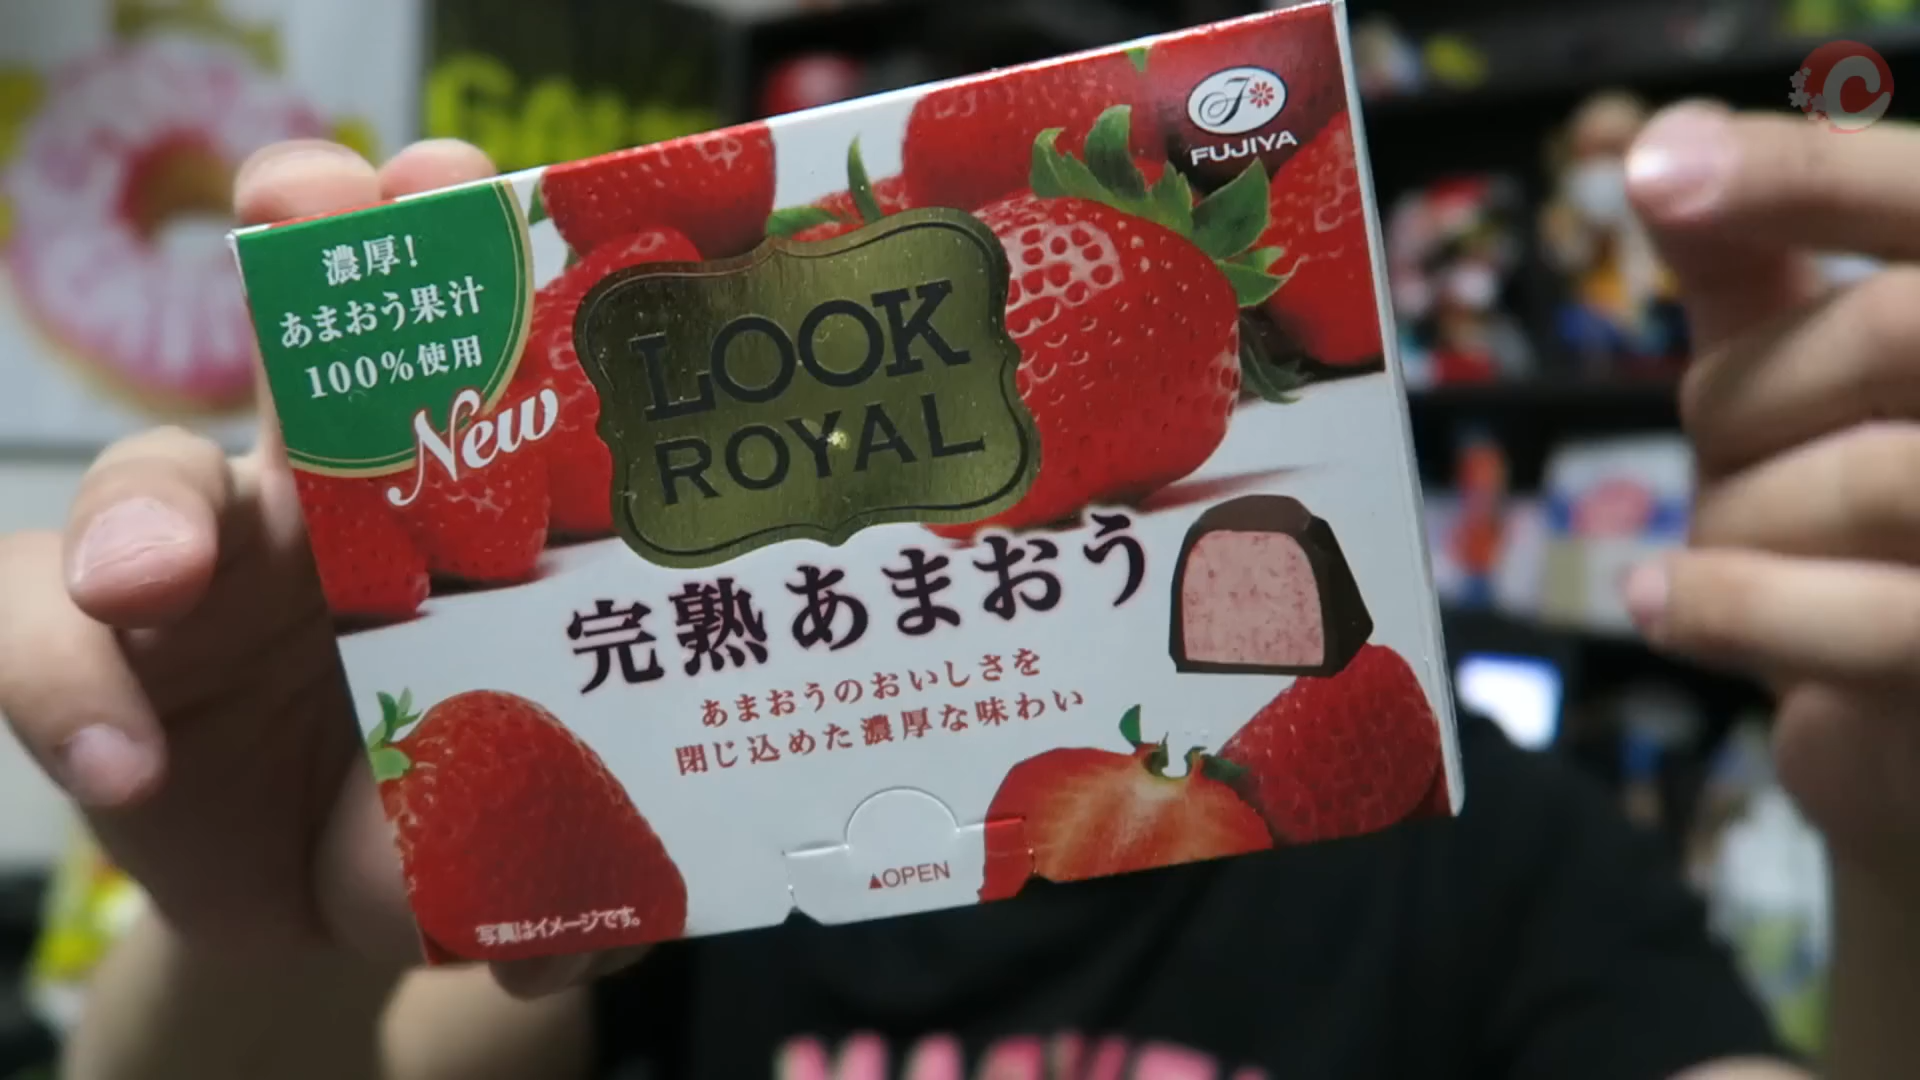 FUJIYA
濃厚!
あまおう果汁
100%使用
New
LOOK
ROYAL
完熟あまおう
あまおうのおいしさを
閉じ込めた濃厚な味わい
▲OPEN
写真はイメージです。